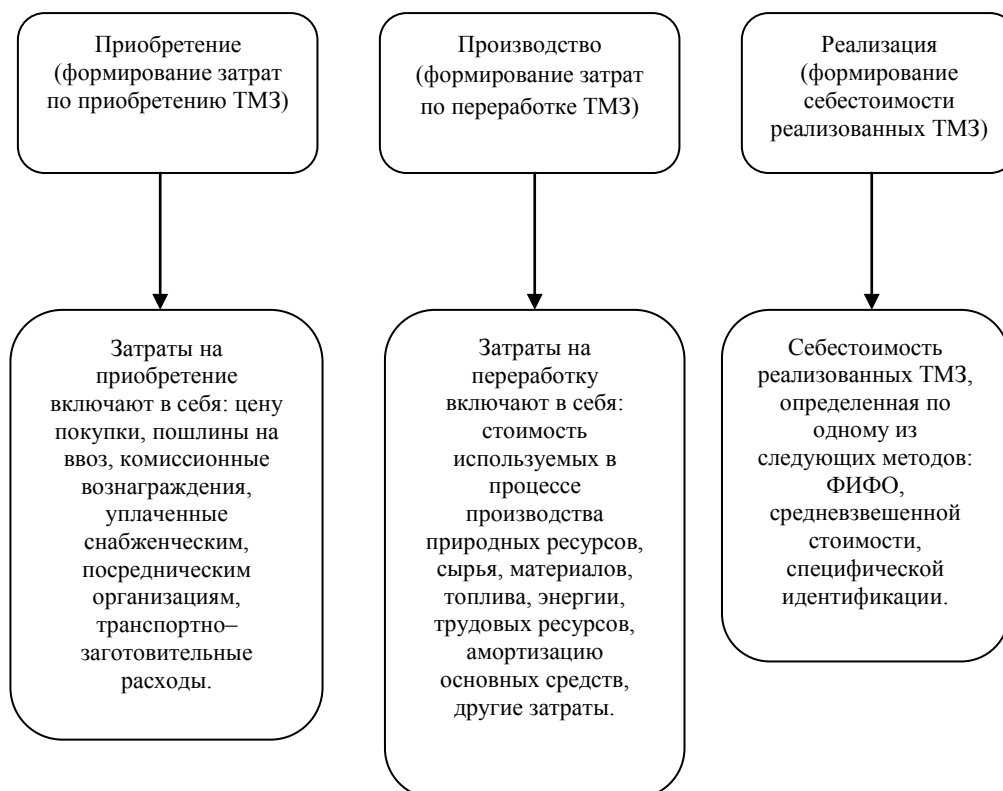 Приобретение
(формирование затрат
по приобретению ТМЗ)
Производство
(формирование затрат
по переработке ТМЗ)
Реализация
(формирование
себестоимости
реализованных ТМЗ)
Затраты на
приобретение
включают в себя: цену
покупки, пошлины на
ввоз, комиссионные
вознаграждения,
уплаченные
снабженческим,
посредническим
организациям,
транспортно–
заготовительные
расходы.
Затраты на
переработку
включают в себя:
стоимость
используемых в
процессе
производства
природных ресурсов,
сырья, материалов,
топлива, энергии,
трудовых ресурсов,
амортизацию
основных средств,
другие затраты.
Себестоимость
реализованных ТМЗ,
определенная по
одному из
следующих методов:
ФИФО,
средневзвешенной
стоимости,
специфической
идентификации.